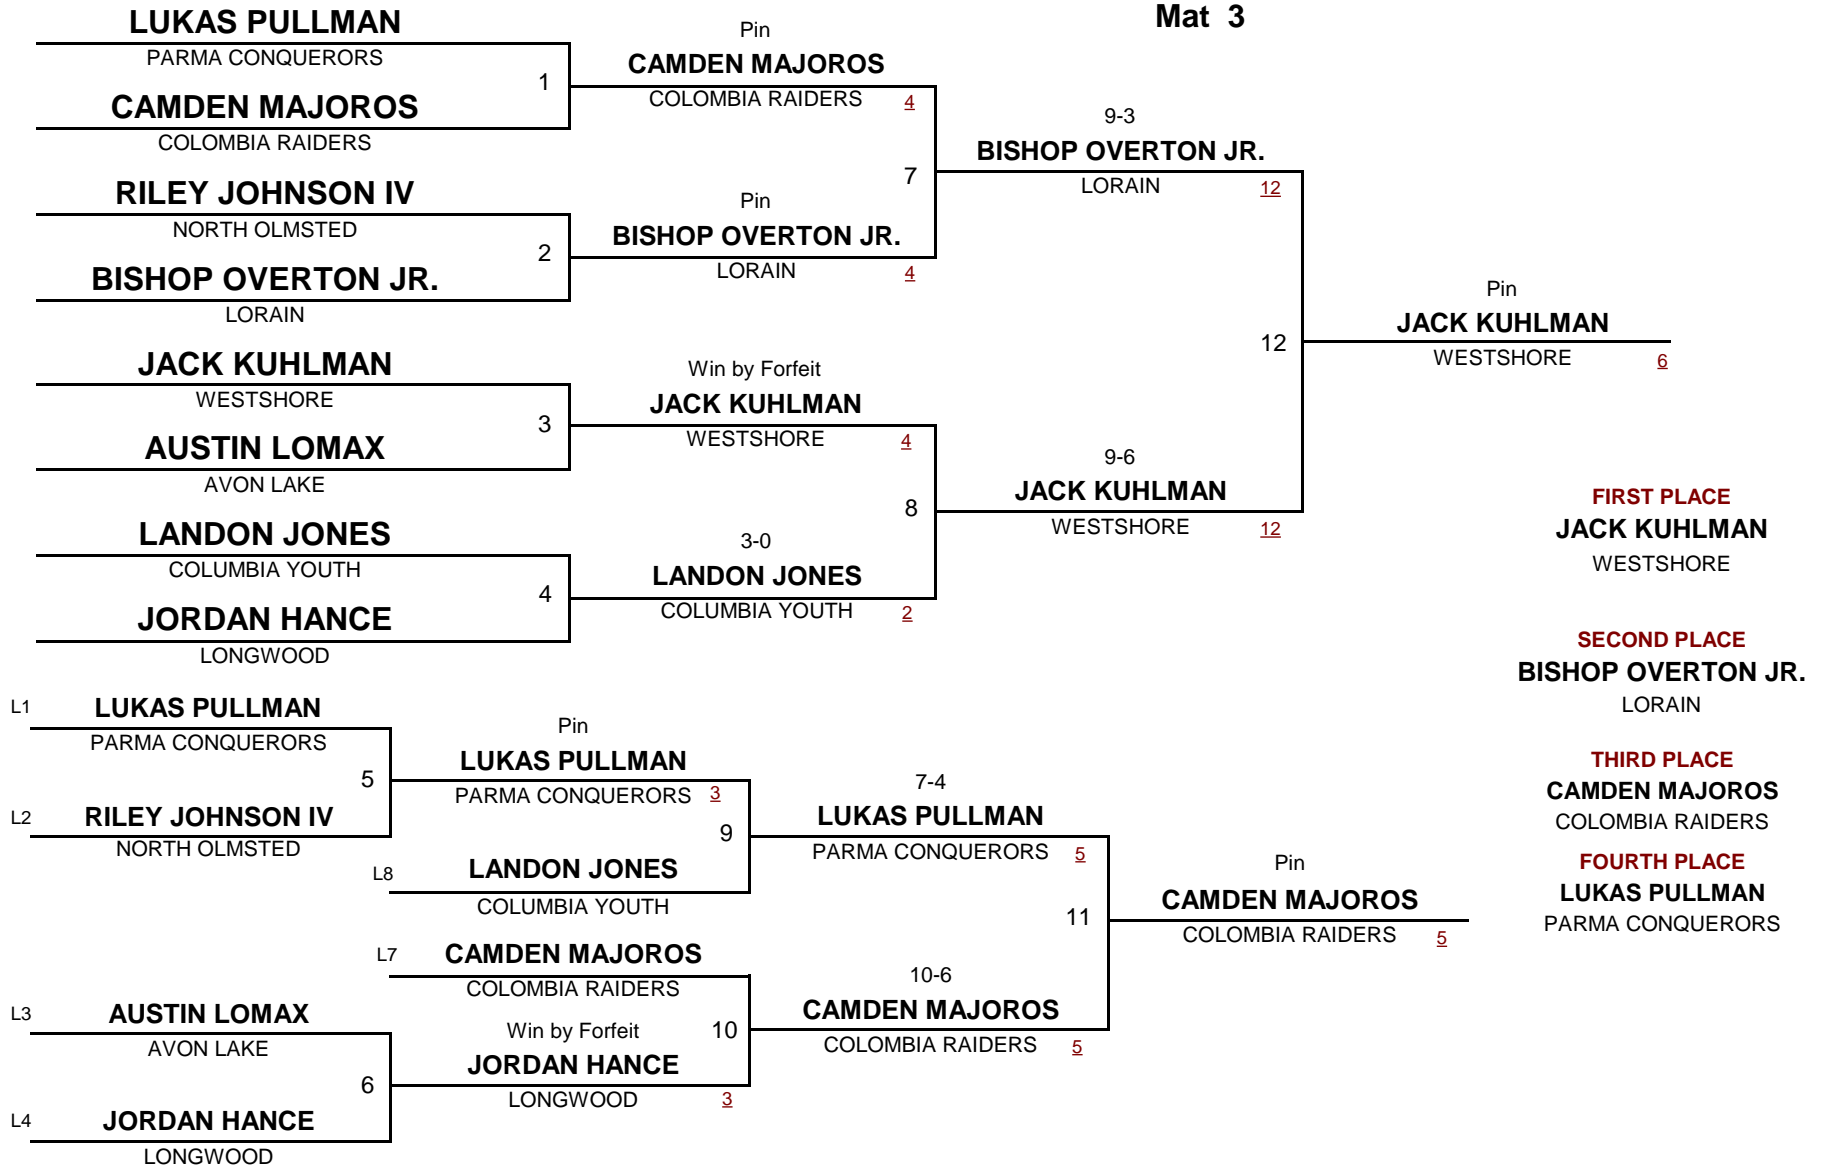 Mat 3
LUKAS PULLMAN
PARMA CONQUERORS
1
CAMDEN MAJOROS
COLOMBIA RAIDERS
RILEY JOHNSON IV
NORTH OLMSTED
2
BISHOP OVERTON JR.
LORAIN
JACK KUHLMAN
WESTSHORE
3
AUSTIN LOMAX
AVON LAKE
LANDON JONES
COLUMBIA YOUTH
4
JORDAN HANCE
LONGWOOD
Pin
CAMDEN MAJOROS
COLOMBIA RAIDERS 4
7
Pin
BISHOP OVERTON JR.
LORAIN 4
Win by Forfeit
JACK KUHLMAN
WESTSHORE 4
8
3-0
LANDON JONES
COLUMBIA YOUTH 2
9-3
BISHOP OVERTON JR.
LORAIN 12
12
9-6
JACK KUHLMAN
WESTSHORE 12
Pin
JACK KUHLMAN
WESTSHORE 6
L1 LUKAS PULLMAN
PARMA CONQUERORS
5
L2 RILEY JOHNSON IV
NORTH OLMSTED
L3 AUSTIN LOMAX
AVON LAKE
6
L4 JORDAN HANCE
LONGWOOD
Pin
LUKAS PULLMAN
PARMA CONQUERORS 3
9
L8 LANDON JONES
COLUMBIA YOUTH
L7 CAMDEN MAJOROS
COLOMBIA RAIDERS
Win by Forfeit 10
JORDAN HANCE
LONGWOOD 3
7-4
LUKAS PULLMAN
PARMA CONQUERORS 5
11
10-6
CAMDEN MAJOROS
COLOMBIA RAIDERS 5
Pin
CAMDEN MAJOROS
COLOMBIA RAIDERS 5
FIRST PLACE
JACK KUHLMAN
WESTSHORE
SECOND PLACE
BISHOP OVERTON JR.
LORAIN
THIRD PLACE
CAMDEN MAJOROS
COLOMBIA RAIDERS
FOURTH PLACE
LUKAS PULLMAN
PARMA CONQUERORS